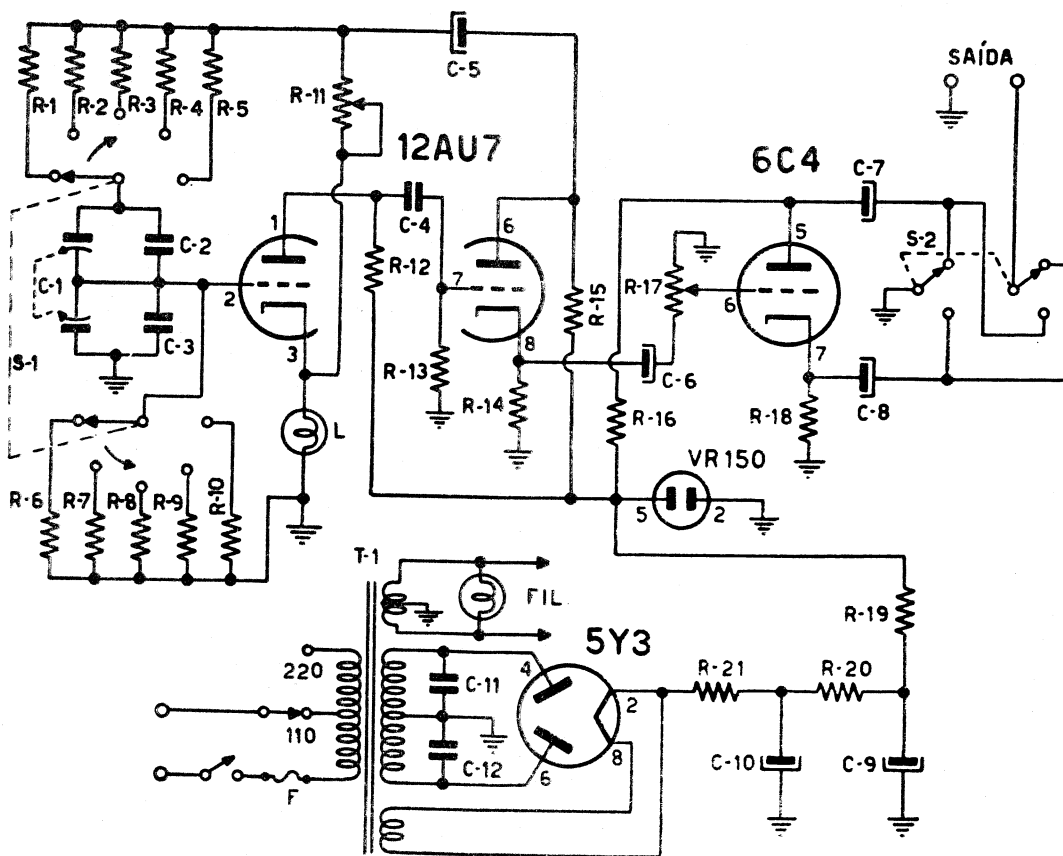 C-5
SAÍDA
R-1
R-2
R-3
R-4
R-5
R-11
12AU7
6C4
C-7
1
C-4
6
5
C-2
S-2
R-12
7
R-17
C-1
2
R-15
6
3
8
7
C-3
S-1
R-13
C-6
C-8
R-14
R-16
R-18
L
VR150
R-6
R-7
R-8
R-9
R-10
5
2
T-1
FIL
R-19
5Y3
220
4
R-21
R-20
C-11
2
110
C-12
6
8
C-10
C-9
F